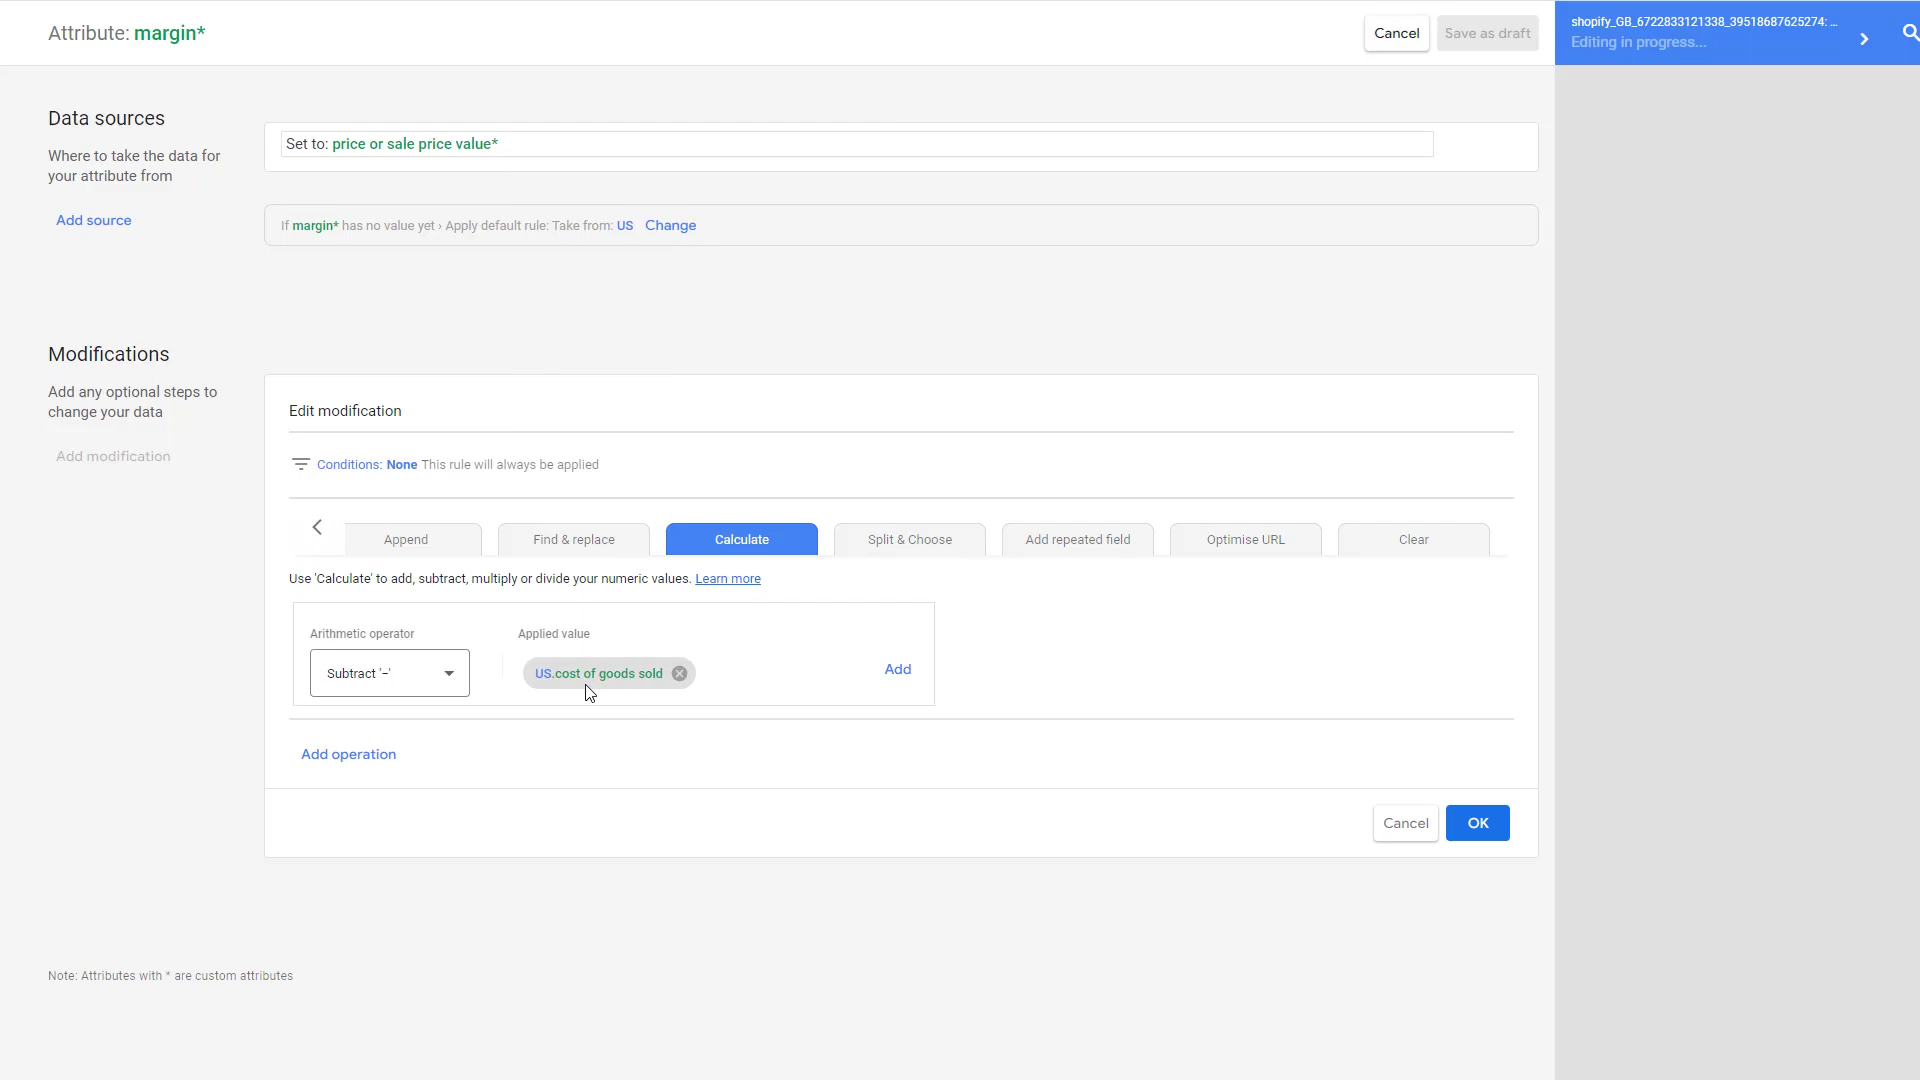 Attribute: margin*
Cancel
Save as draft
shopify_GB_6722833121338_39518687625274: ...
Editing in progress...
Data sources
Where to take the data for
your attribute from
Add source
Set to: price or sale price value*
If margin* has no value yet › Apply default rule: Take from: US Change
Modifications
Add any optional steps to
change your data
Add modification
Edit modification
Conditions: None This rule will always be applied
Append
Find & replace
Calculate
Split & Choose
Add repeated field
Optimise URL
Clear
Use 'Calculate' to add, subtract, multiply or divide your numeric values. Learn more
Arithmetic operator
Applied value
Subtract '−'
US.cost of goods sold
Add
Add operation
Cancel
OK
Note: Attributes with * are custom attributes